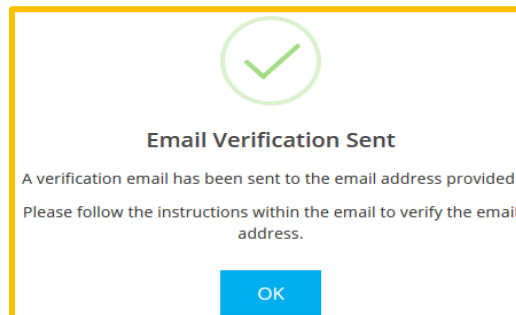 Email Verification Sent
A verification email has been sent to the email address provided
Please follow the instructions within the email to verify the email
address.
OK